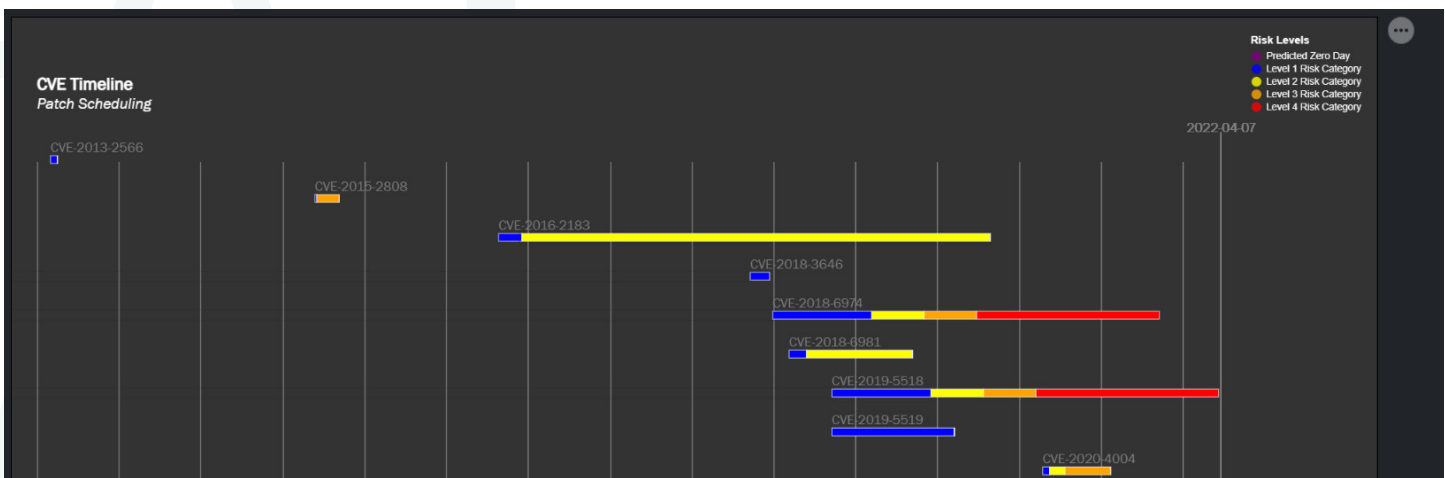 Risk Levels
Predicted Zero Day
Level 1 Risk Category
Level 2 Risk Category
Level 3 Risk Category
Level 4 Risk Category
CVE Timeline
Patch Scheduling
2022-04-07
CVE-2013-2566
CVE-2015-2808
CVE-2016-2183
CVE-2018-3646
CVE-2018-6974
CVE-2018-6981
CVE-2019-5518
CVE-2019-5519
CVE-2020-4004